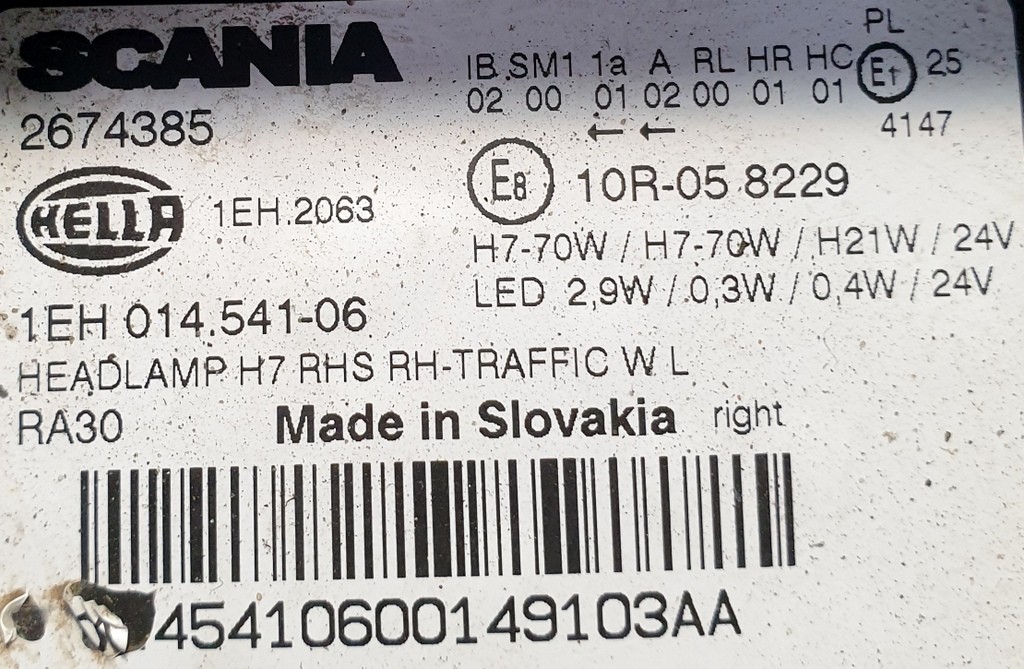 SCANIA
2674385
HELLA 1EH.2063
1EH 014.541-06
HEADLAMP H7 RHS RH-TRAFFIC W L
RA30 Made in Slovakia right
PL
IB SM1 1a A RL HR HC E1 25
02 00 01 02 00 01 01
← ← 4147
E8 10R-05 8229
H7-70W / H7-70W / H21W / 24V
LED 2,9W / 0,3W / 0,4W / 24V
45410600149103AA